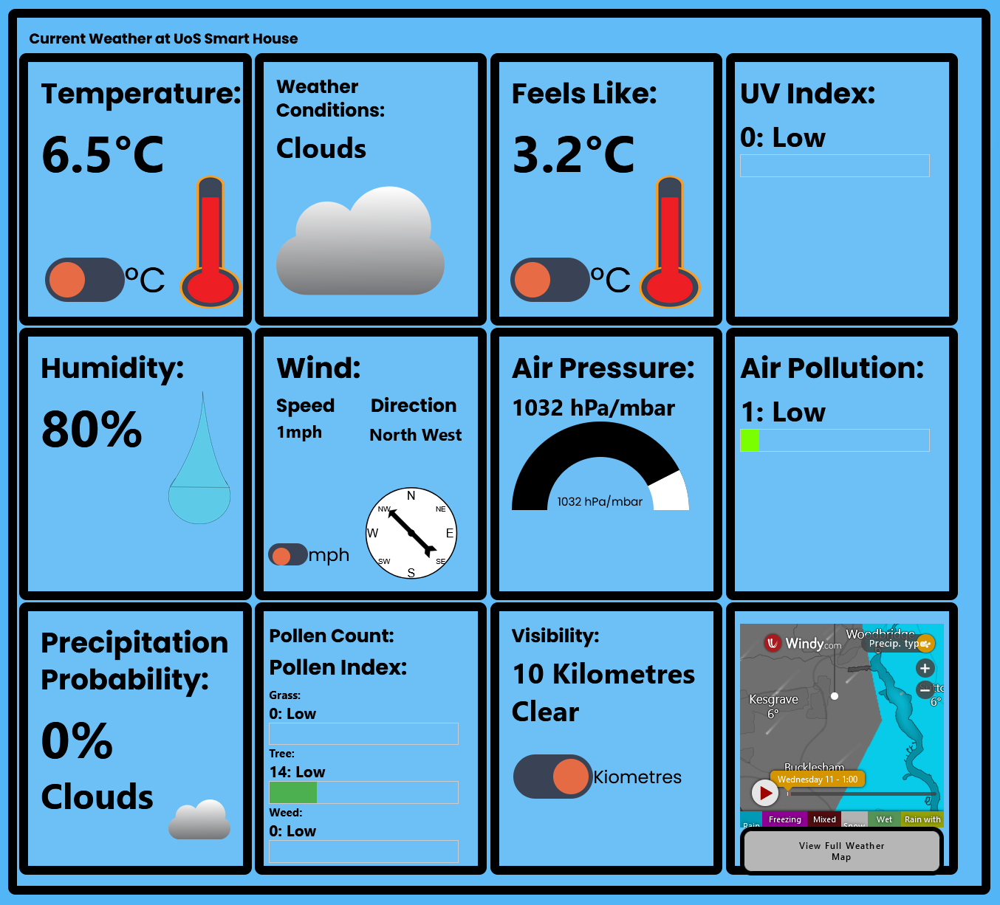 Current Weather at UoS Smart House
Temperature:
6.5°C
°C
Weather
Conditions:
Clouds
Feels Like:
3.2°C
°C
UV Index:
0: Low
Humidity:
80%
Wind:
Speed
Direction
1mph
North West
mph
N
NE
E
SE
S
SW
W
NW
Air Pressure:
1032 hPa/mbar
1032 hPa/mbar
Air Pollution:
1: Low
Precipitation
Probability:
0%
Clouds
Pollen Count:
Pollen Index:
Grass:
0: Low
Tree:
14: Low
Weed:
0: Low
Visibility:
10 Kilometres
Clear
Kiometres
Woodbridge
Windy.com
Precip. type
+
Kesgrave
6°
6°
−
Bucklesham
Wednesday 11 - 1:00
Rain
Freezing
Mixed
Snow
Wet
Rain with
View Full Weather
Map